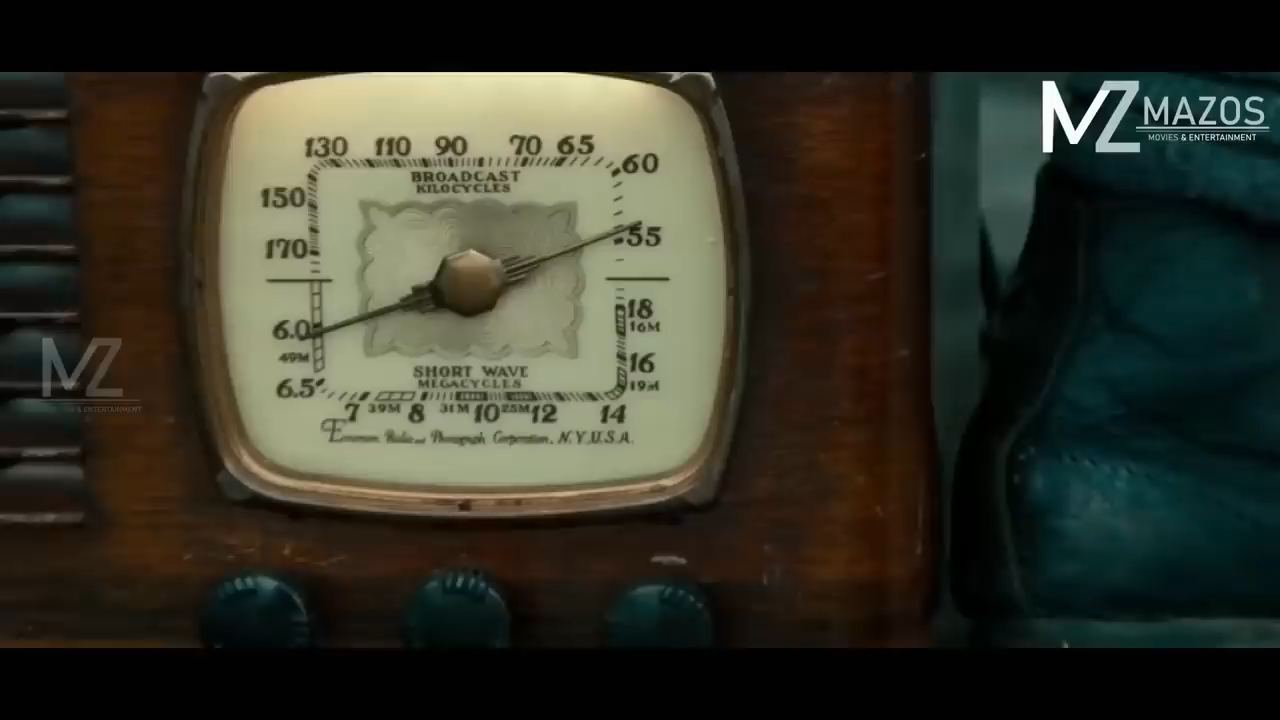 MAZOS
MOVIES & ENTERTAINMENT
130 110 90 70 65
60
BROADCAST
KILOCYCLES
150
55
170
18
16M
6.0
49M
16
19M
SHORT WAVE
MEGACYCLES
6.5
7 39M 8 31M 10 25M 12 14
Emerson Radio and Phonograph Corporation, N.Y.U.S.A.
MZ
& ENTERTAINMENT